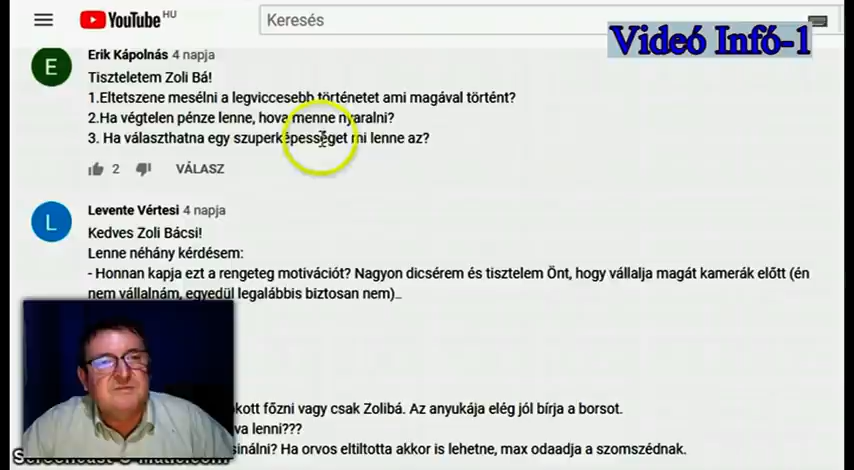 YouTube HU
Keresés
Videó Infó-1
Erik Kápolnás 4 napja
Tiszteletem Zoli Bá!
1.Eltetszene mesélni a legviccesebb történetet ami magával történt?
2.Ha végtelen pénze lenne, hova menne nyaralni?
3. Ha választhatna egy szuperképességet mi lenne az?
2 VÁLASZ
L
Levente Vértesi 4 napja
Kedves Zoli Bácsi!
Lenne néhány kérdésem:
- Honnan kapja ezt a rengeteg motivációt? Nagyon dicsérem és tisztelem Önt, hogy vállalja magát kamerák előtt (én
nem vállalnám, egyedül legalábbis biztosan nem)...
kott főzni vagy csak Zolibá. Az anyukája elég jól bírja a borsot.
va lenni???
sinálni? Ha orvos eltiltotta akkor is lehetne, max odaadja a szomszédnak.